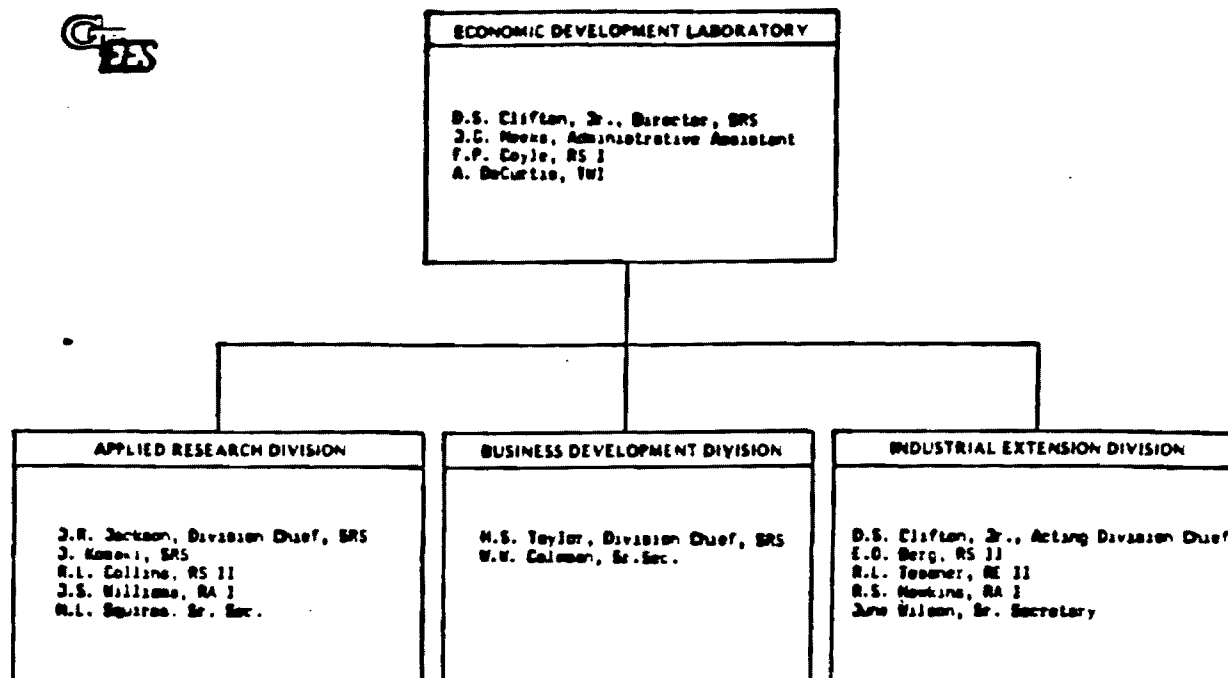 GT EES
ECONOMIC DEVELOPMENT LABORATORY
D.S. Clifton, Jr., Director, SRS
J.C. Meeks, Administrative Assistant
F.P. Coyle, RS I
A. DeCurtis, TWI
APPLIED RESEARCH DIVISION
J.R. Jackson, Division Chief, SRS
J. SRS
R.L. Collins, RS II
J.S. Williams, RA I
M.L. Squires. Sr. Sec.
BUSINESS DEVELOPMENT DIVISION
H.S. Taylor, Division Chief, SRS
W.W. Coleman, Sr.Sec.
INDUSTRIAL EXTENSION DIVISION
D.S. Clifton, Jr., Acting Division Chief
E.O. Berg, RS II
R.L. RE II
R.S. RA I
June Wilson, Sr. Secretary